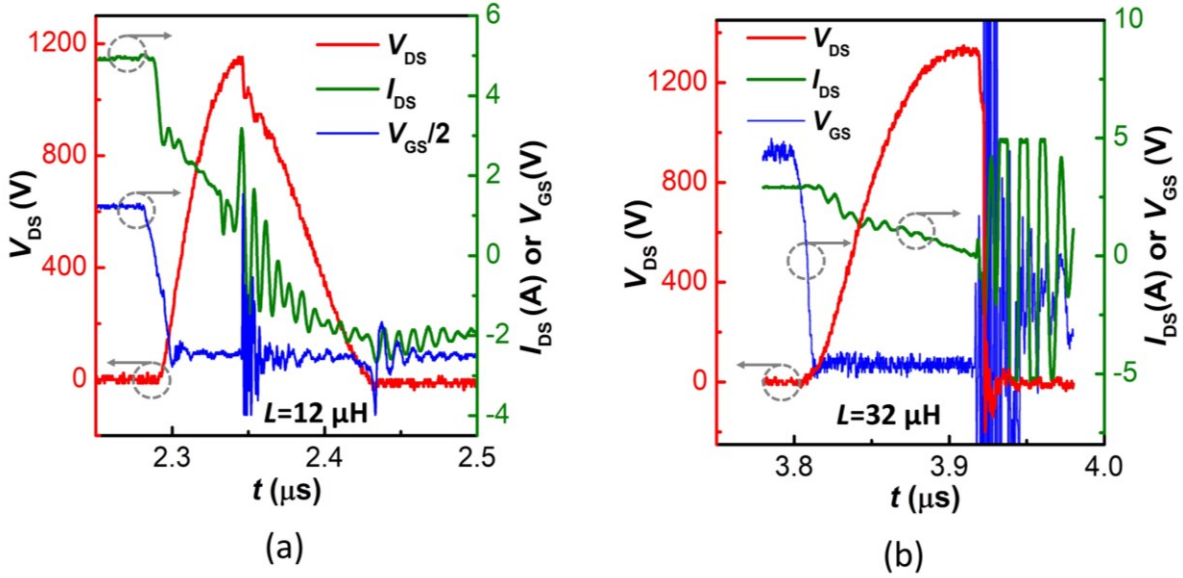 1200
800
400
0
V_DS (V)
V_DS
I_DS
V_GS/2
L=12 μH
6
4
2
0
-2
-4
I_DS (A) or V_GS (V)
2.3 2.4 2.5
t (μs)
(a)
1200
800
400
0
V_DS (V)
V_DS
I_DS
V_GS
L=32 μH
10
5
0
-5
I_DS(A) or V_GS (V)
3.8 3.9 4.0
t (μs)
(b)